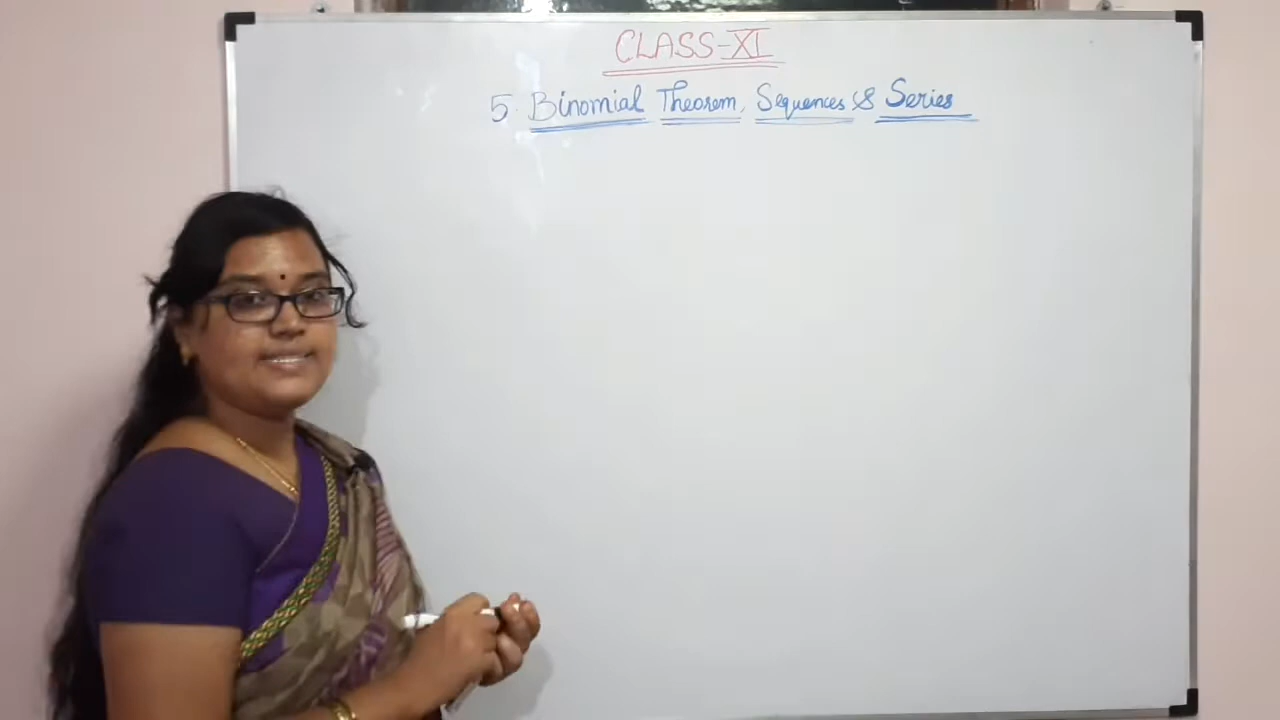 CLASS-XI
5. Binomial Theorem, Sequences & Series